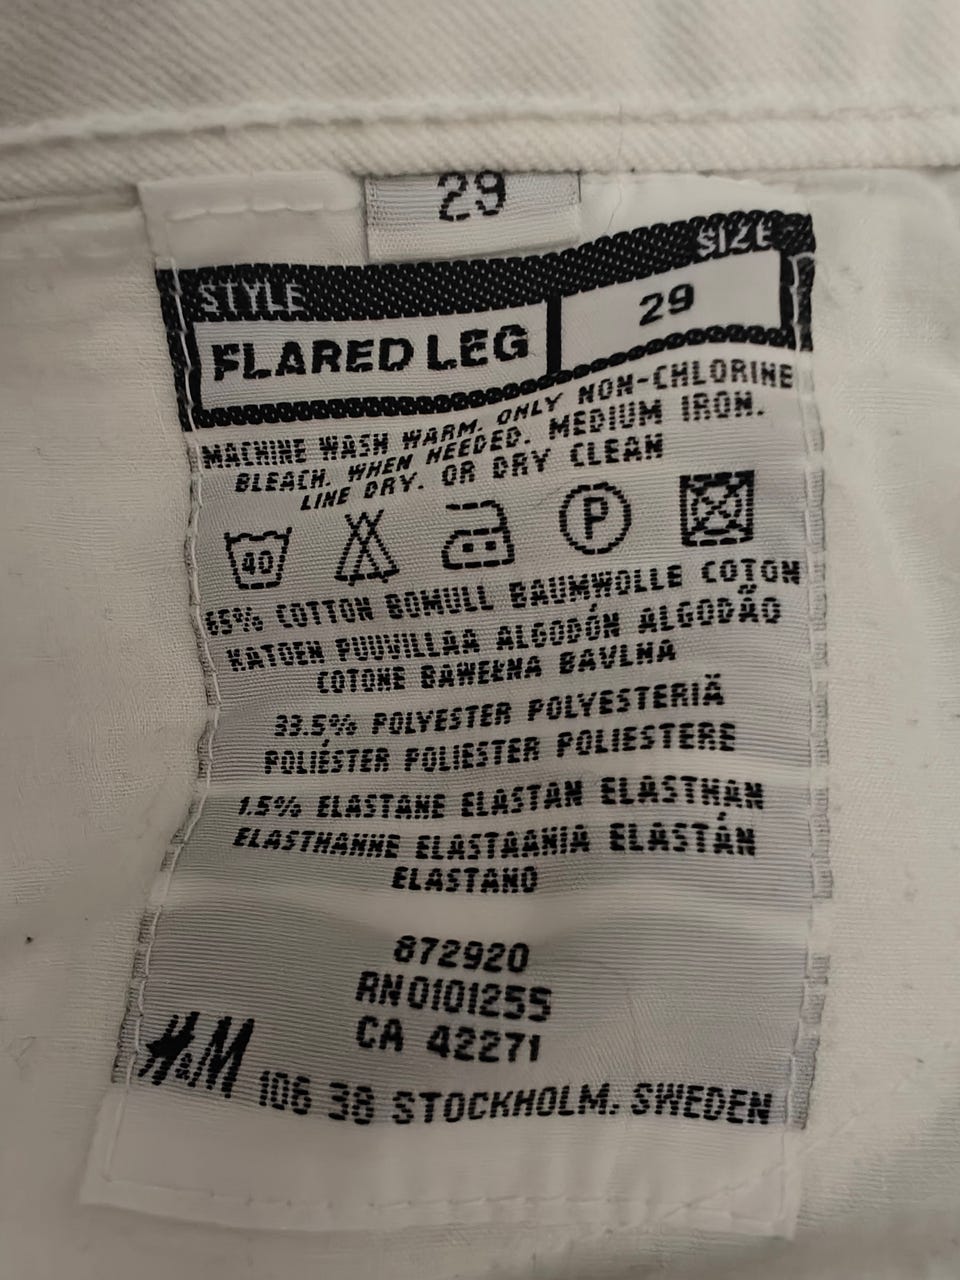 29
STYLE
SIZE
FLARED LEG
29
MACHINE WASH WARM. ONLY NON-CHLORINE
BLEACH. WHEN NEEDED. MEDIUM IRON.
LINE DRY. OR DRY CLEAN
40
P
65% COTTON BOMULL BAUMWOLLE COTON
KATOEN PUUVILLAA ALGODÓN ALGODÃO
COTONE BAWEŁNA BAVLNA
33.5% POLYESTER POLYESTERIÄ
POLIÉSTER POLIESTER POLIESTERE
1.5% ELASTANE ELASTAN ELASTHAN
ELASTHANNE ELASTAANIA ELASTÁN
ELASTANO
872920
RN0101255
CA 42271
H&M 106 38 STOCKHOLM. SWEDEN